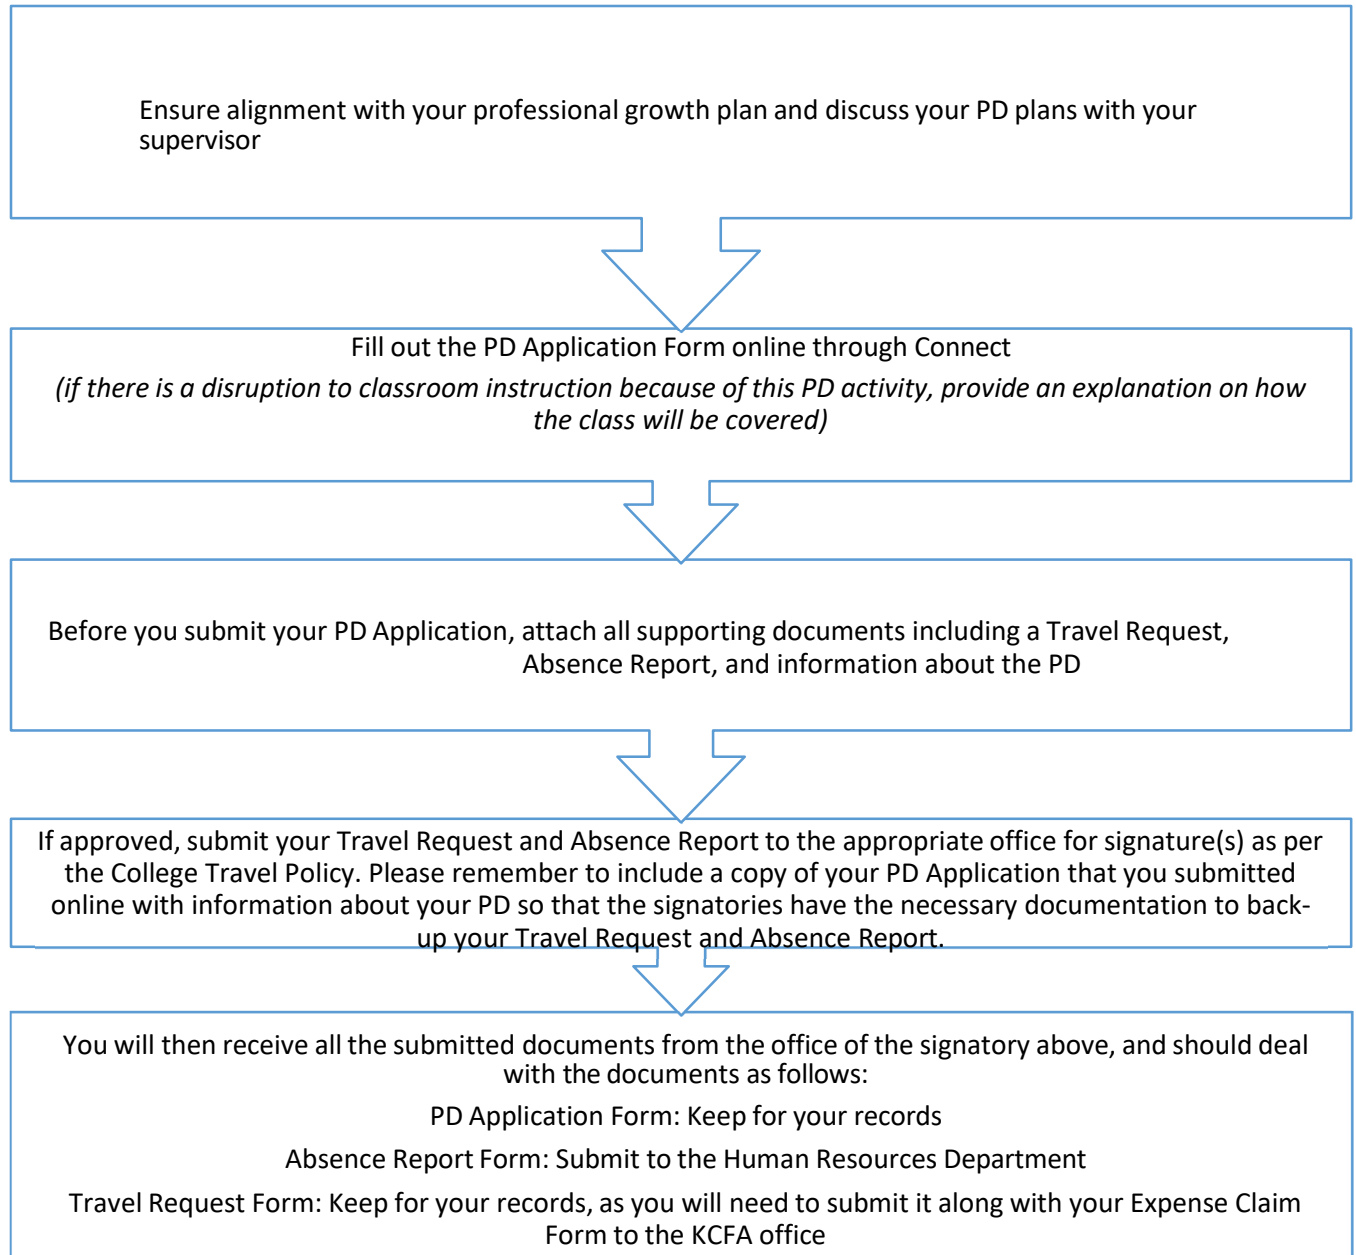 Ensure alignment with your professional growth plan and discuss your PD plans with your
supervisor
Fill out the PD Application Form online through Connect
(if there is a disruption to classroom instruction because of this PD activity, provide an explanation on how
the class will be covered)
Before you submit your PD Application, attach all supporting documents including a Travel Request,
Absence Report, and information about the PD
If approved, submit your Travel Request and Absence Report to the appropriate office for signature(s) as per
the College Travel Policy. Please remember to include a copy of your PD Application that you submitted
online with information about your PD so that the signatories have the necessary documentation to back-
up your Travel Request and Absence Report.
You will then receive all the submitted documents from the office of the signatory above, and should deal
with the documents as follows:
PD Application Form: Keep for your records
Absence Report Form: Submit to the Human Resources Department
Travel Request Form: Keep for your records, as you will need to submit it along with your Expense Claim
Form to the KCFA office